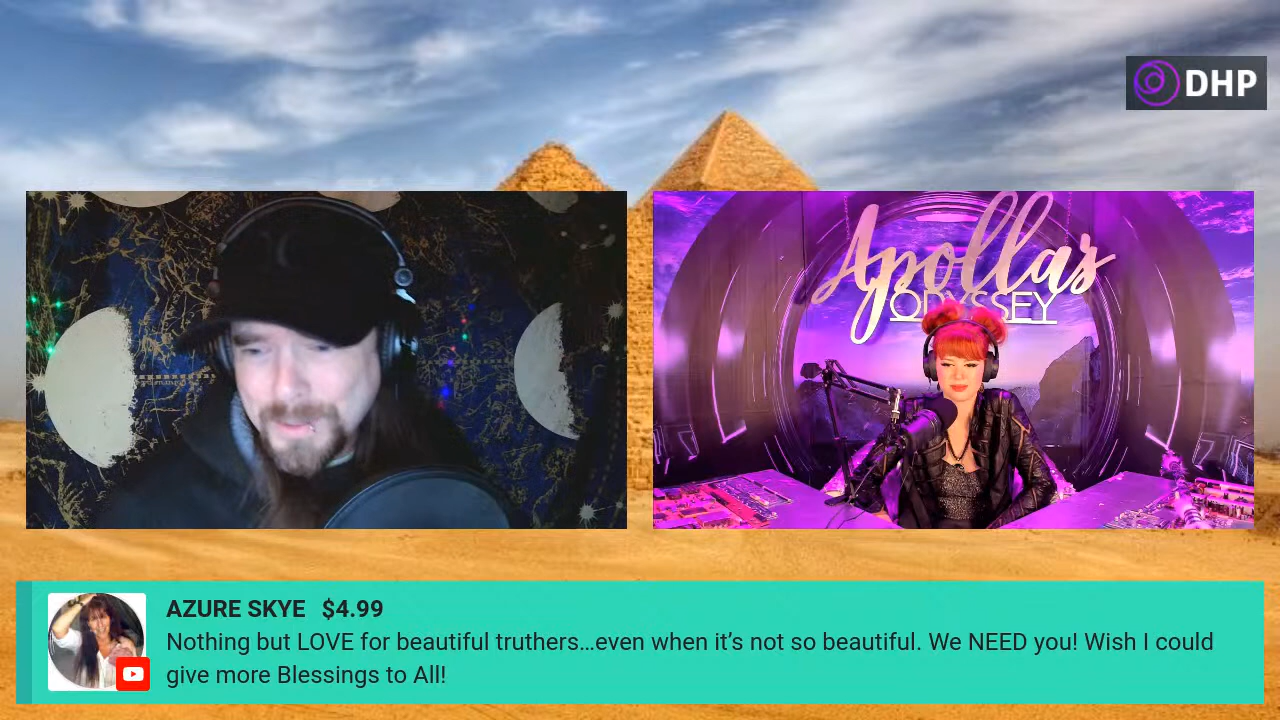 DHP
Apollas
ODYSSEY
AZURE SKYE $4.99
Nothing but LOVE for beautiful truthers...even when it’s not so beautiful. We NEED you! Wish I could
give more Blessings to All!